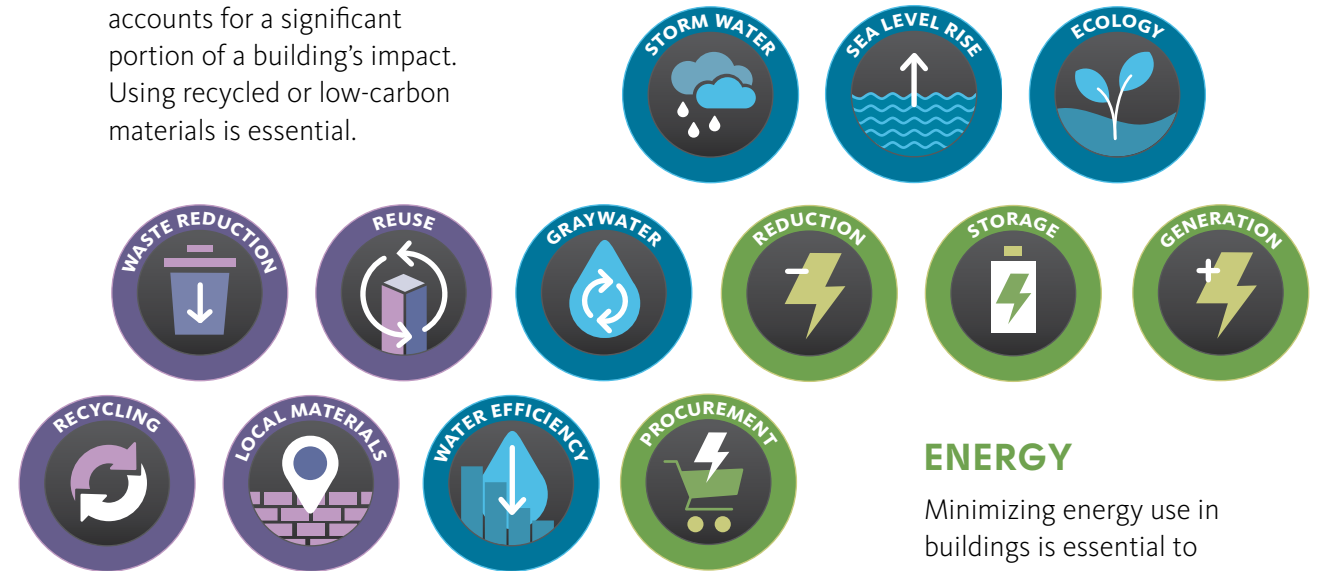 accounts for a significant
portion of a building's impact.
Using recycled or low-carbon
materials is essential.
STORM WATER
SEA LEVEL RISE
ECOLOGY
WASTE REDUCTION
REUSE
GRAYWATER
REDUCTION
STORAGE
GENERATION
RECYCLING
LOCAL MATERIALS
WATER EFFICIENCY
PROCUREMENT
ENERGY
Minimizing energy use in
buildings is essential to